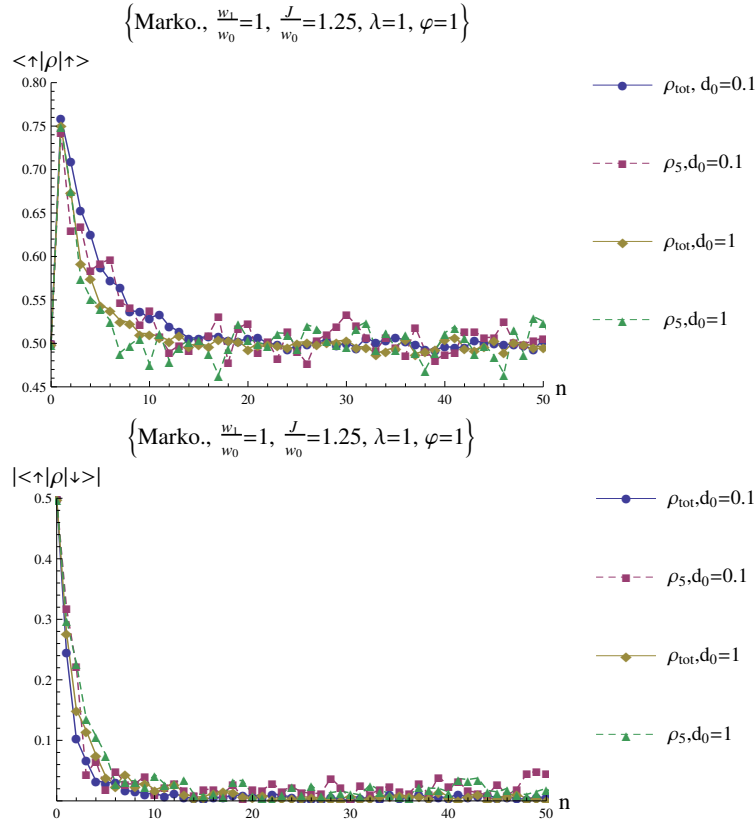 {Marko., w₁/w₀=1, J/w₀=1.25, λ=1, φ=1}
<↑|ρ|↑>
0.80
0.75
0.70
0.65
0.60
0.55
0.50
0.45
0 10 20 30 40 50 n
ρtot, d₀=0.1
ρ₅,d₀=0.1
ρtot,d₀=1
ρ₅,d₀=1
{Marko., w₁/w₀=1, J/w₀=1.25, λ=1, φ=1}
|<↑|ρ|↓>|
0.5
0.4
0.3
0.2
0.1
0 10 20 30 40 50 n
ρtot,d₀=0.1
ρ₅,d₀=0.1
ρtot,d₀=1
ρ₅,d₀=1